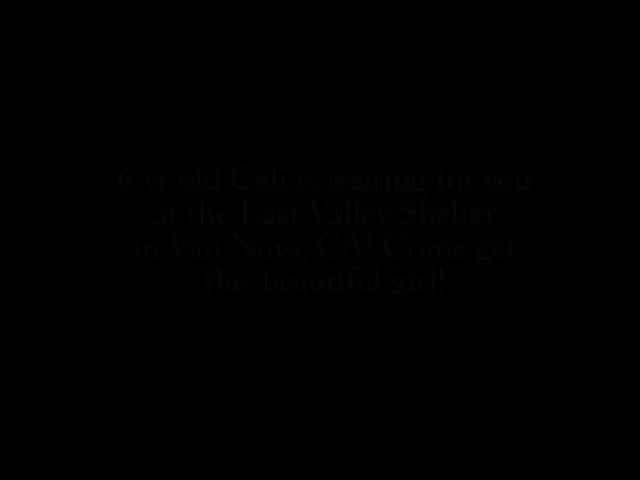 6 yr old Cali is waiting for you
at the East Valley Shelter
in Van Nuys, CA! Come get
this beautiful girl!